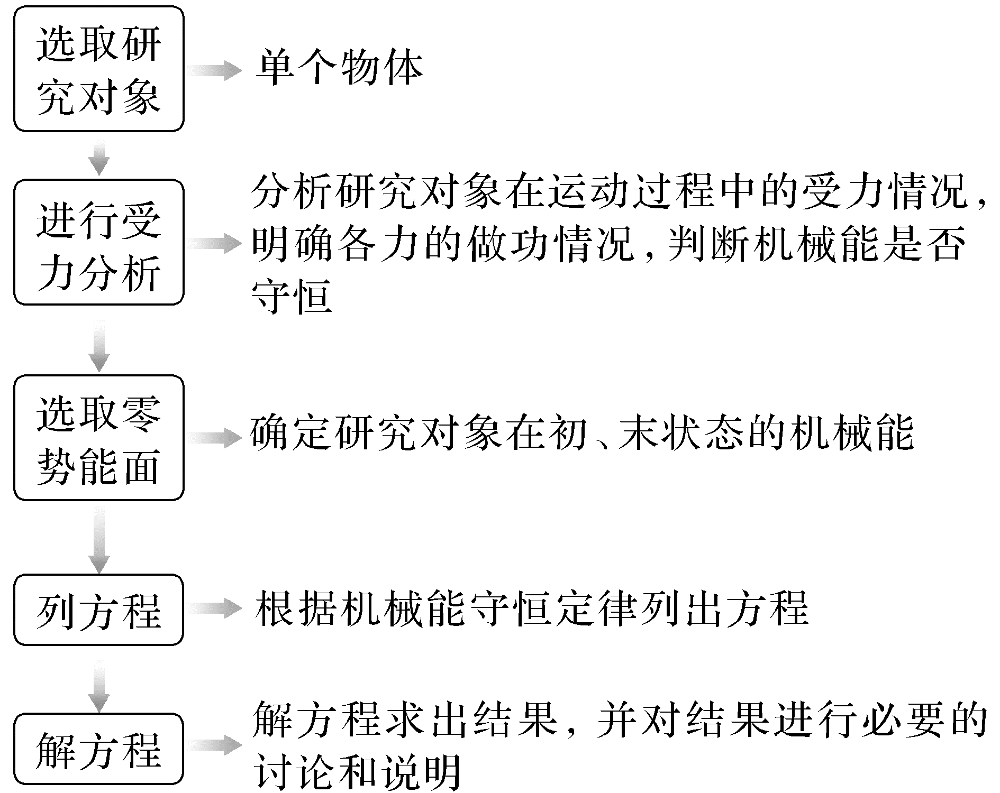 选取研
究对象
单个物体
进行受
力分析
分析研究对象在运动过程中的受力情况,
明确各力的做功情况,判断机械能是否
守恒
选取零
势能面
确定研究对象在初、末状态的机械能
列方程
根据机械能守恒定律列出方程
解方程
解方程求出结果,并对结果进行必要的
讨论和说明